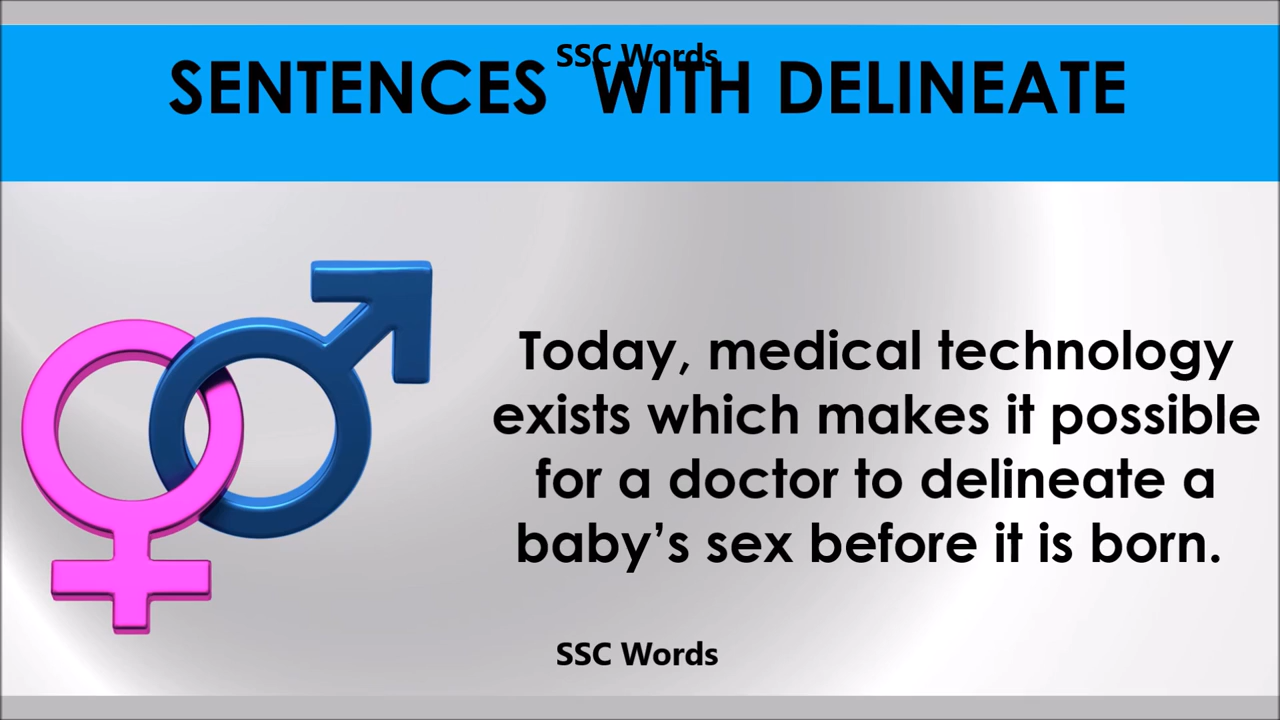 SSC Words
SENTENCES WITH DELINEATE
Today, medical technology
exists which makes it possible
for a doctor to delineate a
baby’s sex before it is born.
SSC Words